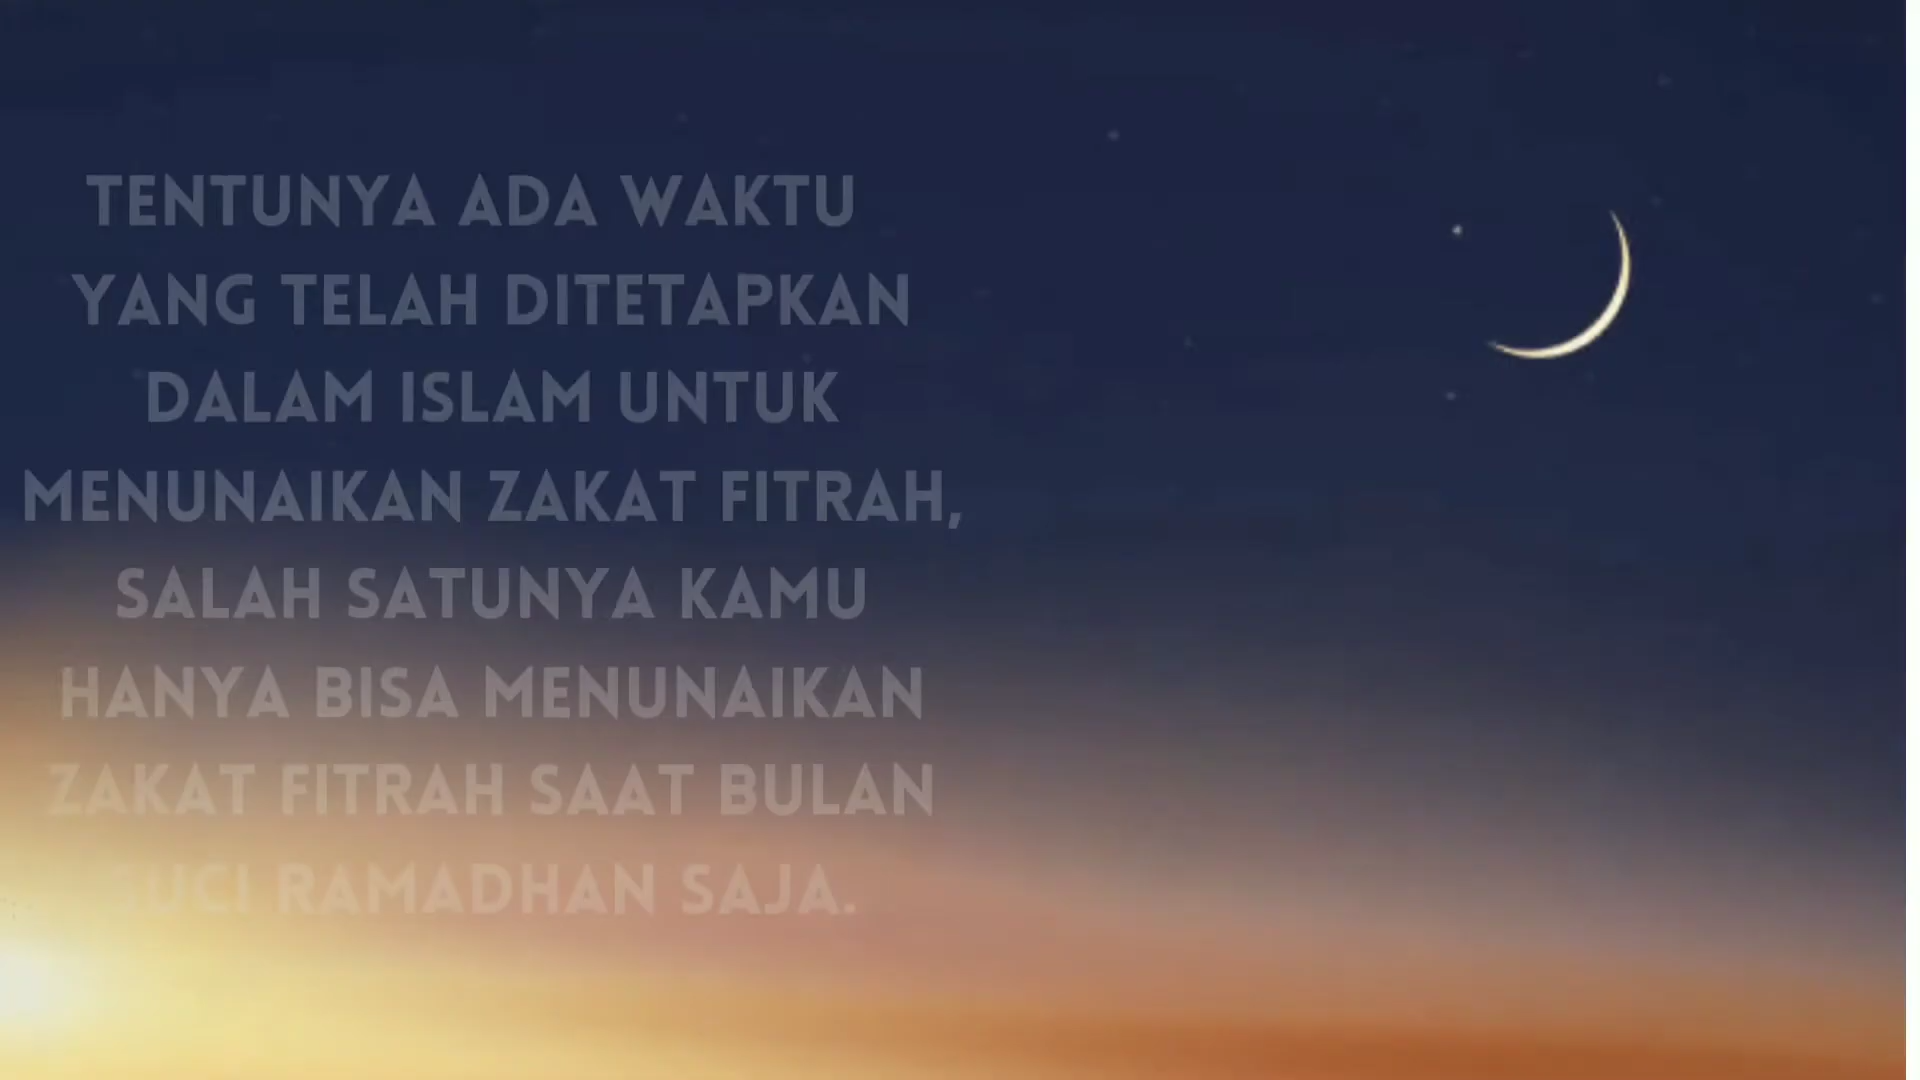 TENTUNYA ADA WAKTU
YANG TELAH DITETAPKAN
DALAM ISLAM UNTUK
MENUNAIKAN ZAKAT FITRAH,
SALAH SATUNYA KAMU
HANYA BISA MENUNAIKAN
ZAKAT FITRAH SAAT BULAN
SUCI RAMADHAN SAJA.